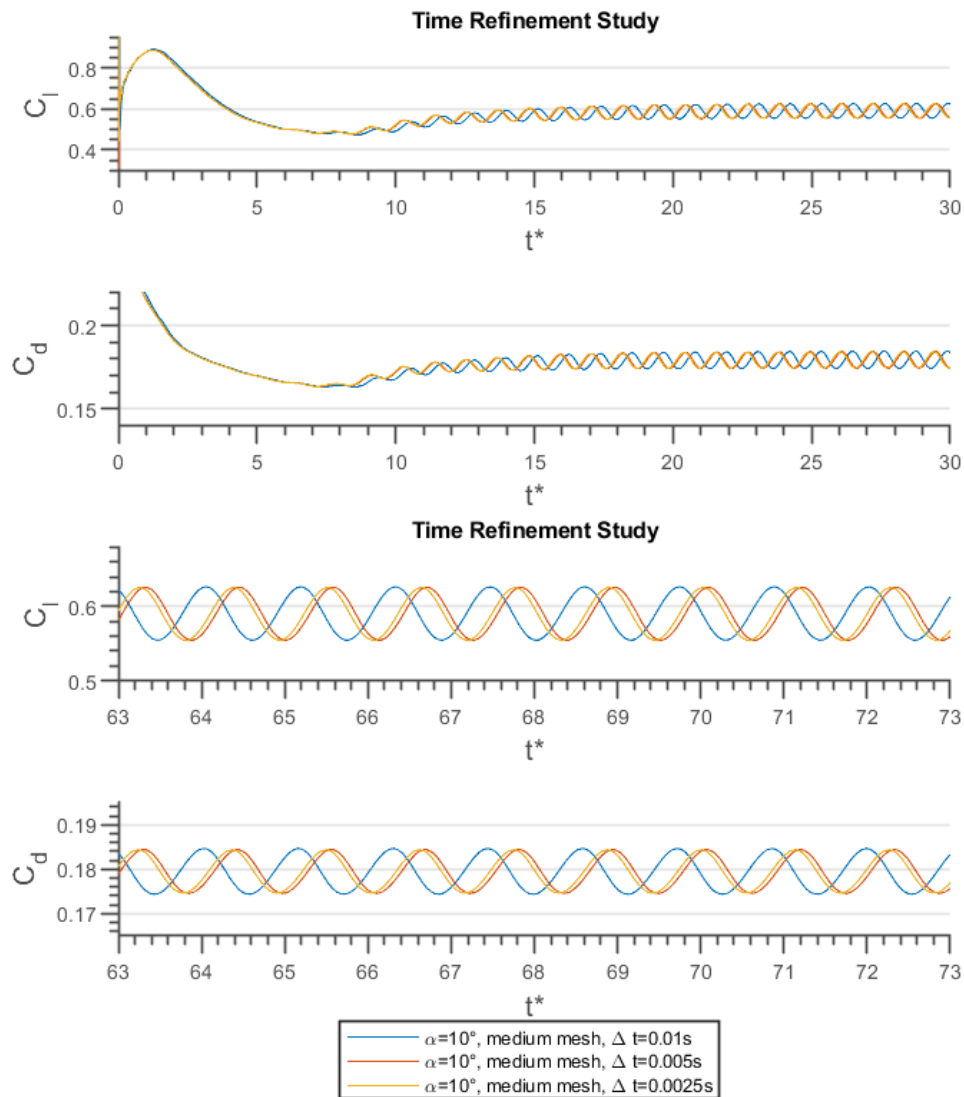 Time Refinement Study
0.8
0.6
0.4
C_l
0 5 10 15 20 25 30
t*
0.2
0.15
C_d
0 5 10 15 20 25 30
t*
Time Refinement Study
0.6
0.5
C_l
63 64 65 66 67 68 69 70 71 72 73
t*
0.19
0.18
0.17
C_d
63 64 65 66 67 68 69 70 71 72 73
t*
α=10°, medium mesh, Δ t=0.01s
α=10°, medium mesh, Δ t=0.005s
α=10°, medium mesh, Δ t=0.0025s